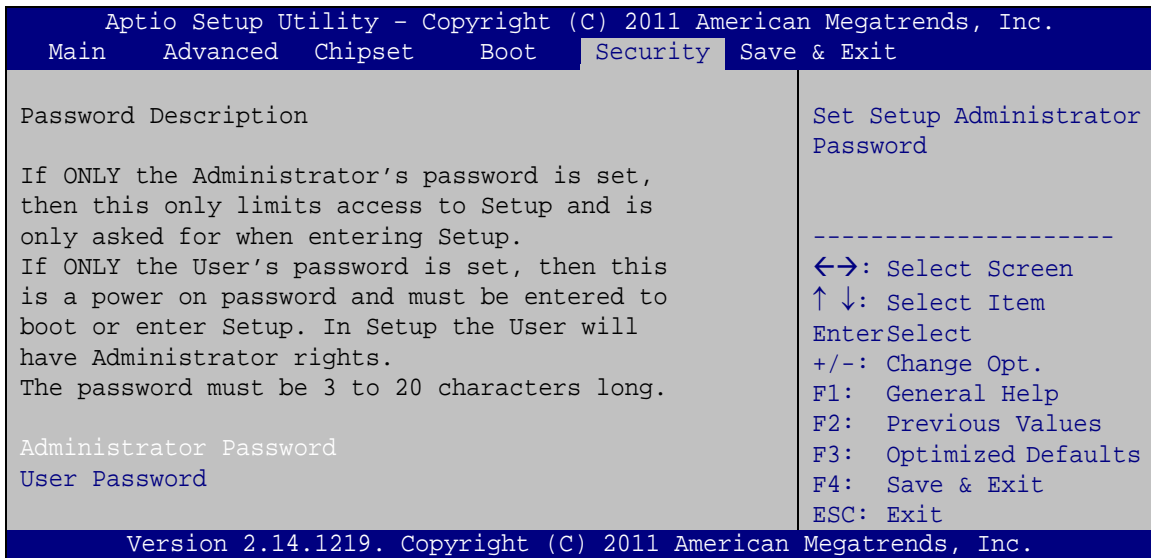 Aptio Setup Utility – Copyright (C) 2011 American Megatrends, Inc.
Main Advanced Chipset Boot Security Save & Exit
Password Description
If ONLY the Administrator’s password is set,
then this only limits access to Setup and is
only asked for when entering Setup.
If ONLY the User’s password is set, then this
is a power on password and must be entered to
boot or enter Setup. In Setup the User will
have Administrator rights.
The password must be 3 to 20 characters long.
Administrator Password
User Password
Set Setup Administrator
Password
---------------------
←→: Select Screen
↑ ↓: Select Item
EnterSelect
+/-: Change Opt.
F1: General Help
F2: Previous Values
F3: Optimized Defaults
F4: Save & Exit
ESC: Exit
Version 2.14.1219. Copyright (C) 2011 American Megatrends, Inc.